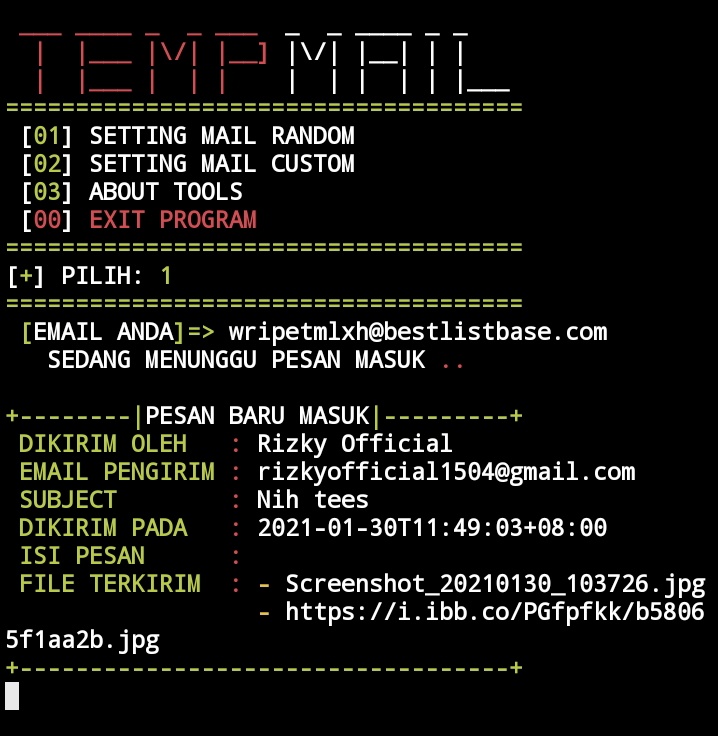 TEMP MAIL
=====================================
[01] SETTING MAIL RANDOM
[02] SETTING MAIL CUSTOM
[03] ABOUT TOOLS
[00] EXIT PROGRAM
=====================================
[+] PILIH: 1
=====================================
[EMAIL ANDA]=> wripetmlxh@bestlistbase.com
SEDANG MENUNGGU PESAN MASUK ..
+--------|PESAN BARU MASUK|---------+
DIKIRIM OLEH : Rizky Official
EMAIL PENGIRIM : rizkyofficial1504@gmail.com
SUBJECT : Nih tees
DIKIRIM PADA : 2021-01-30T11:49:03+08:00
ISI PESAN :
FILE TERKIRIM : - Screenshot_20210130_103726.jpg
- https://i.ibb.co/PGfpfkk/b5806
5f1aa2b.jpg
+-----------------------------------+